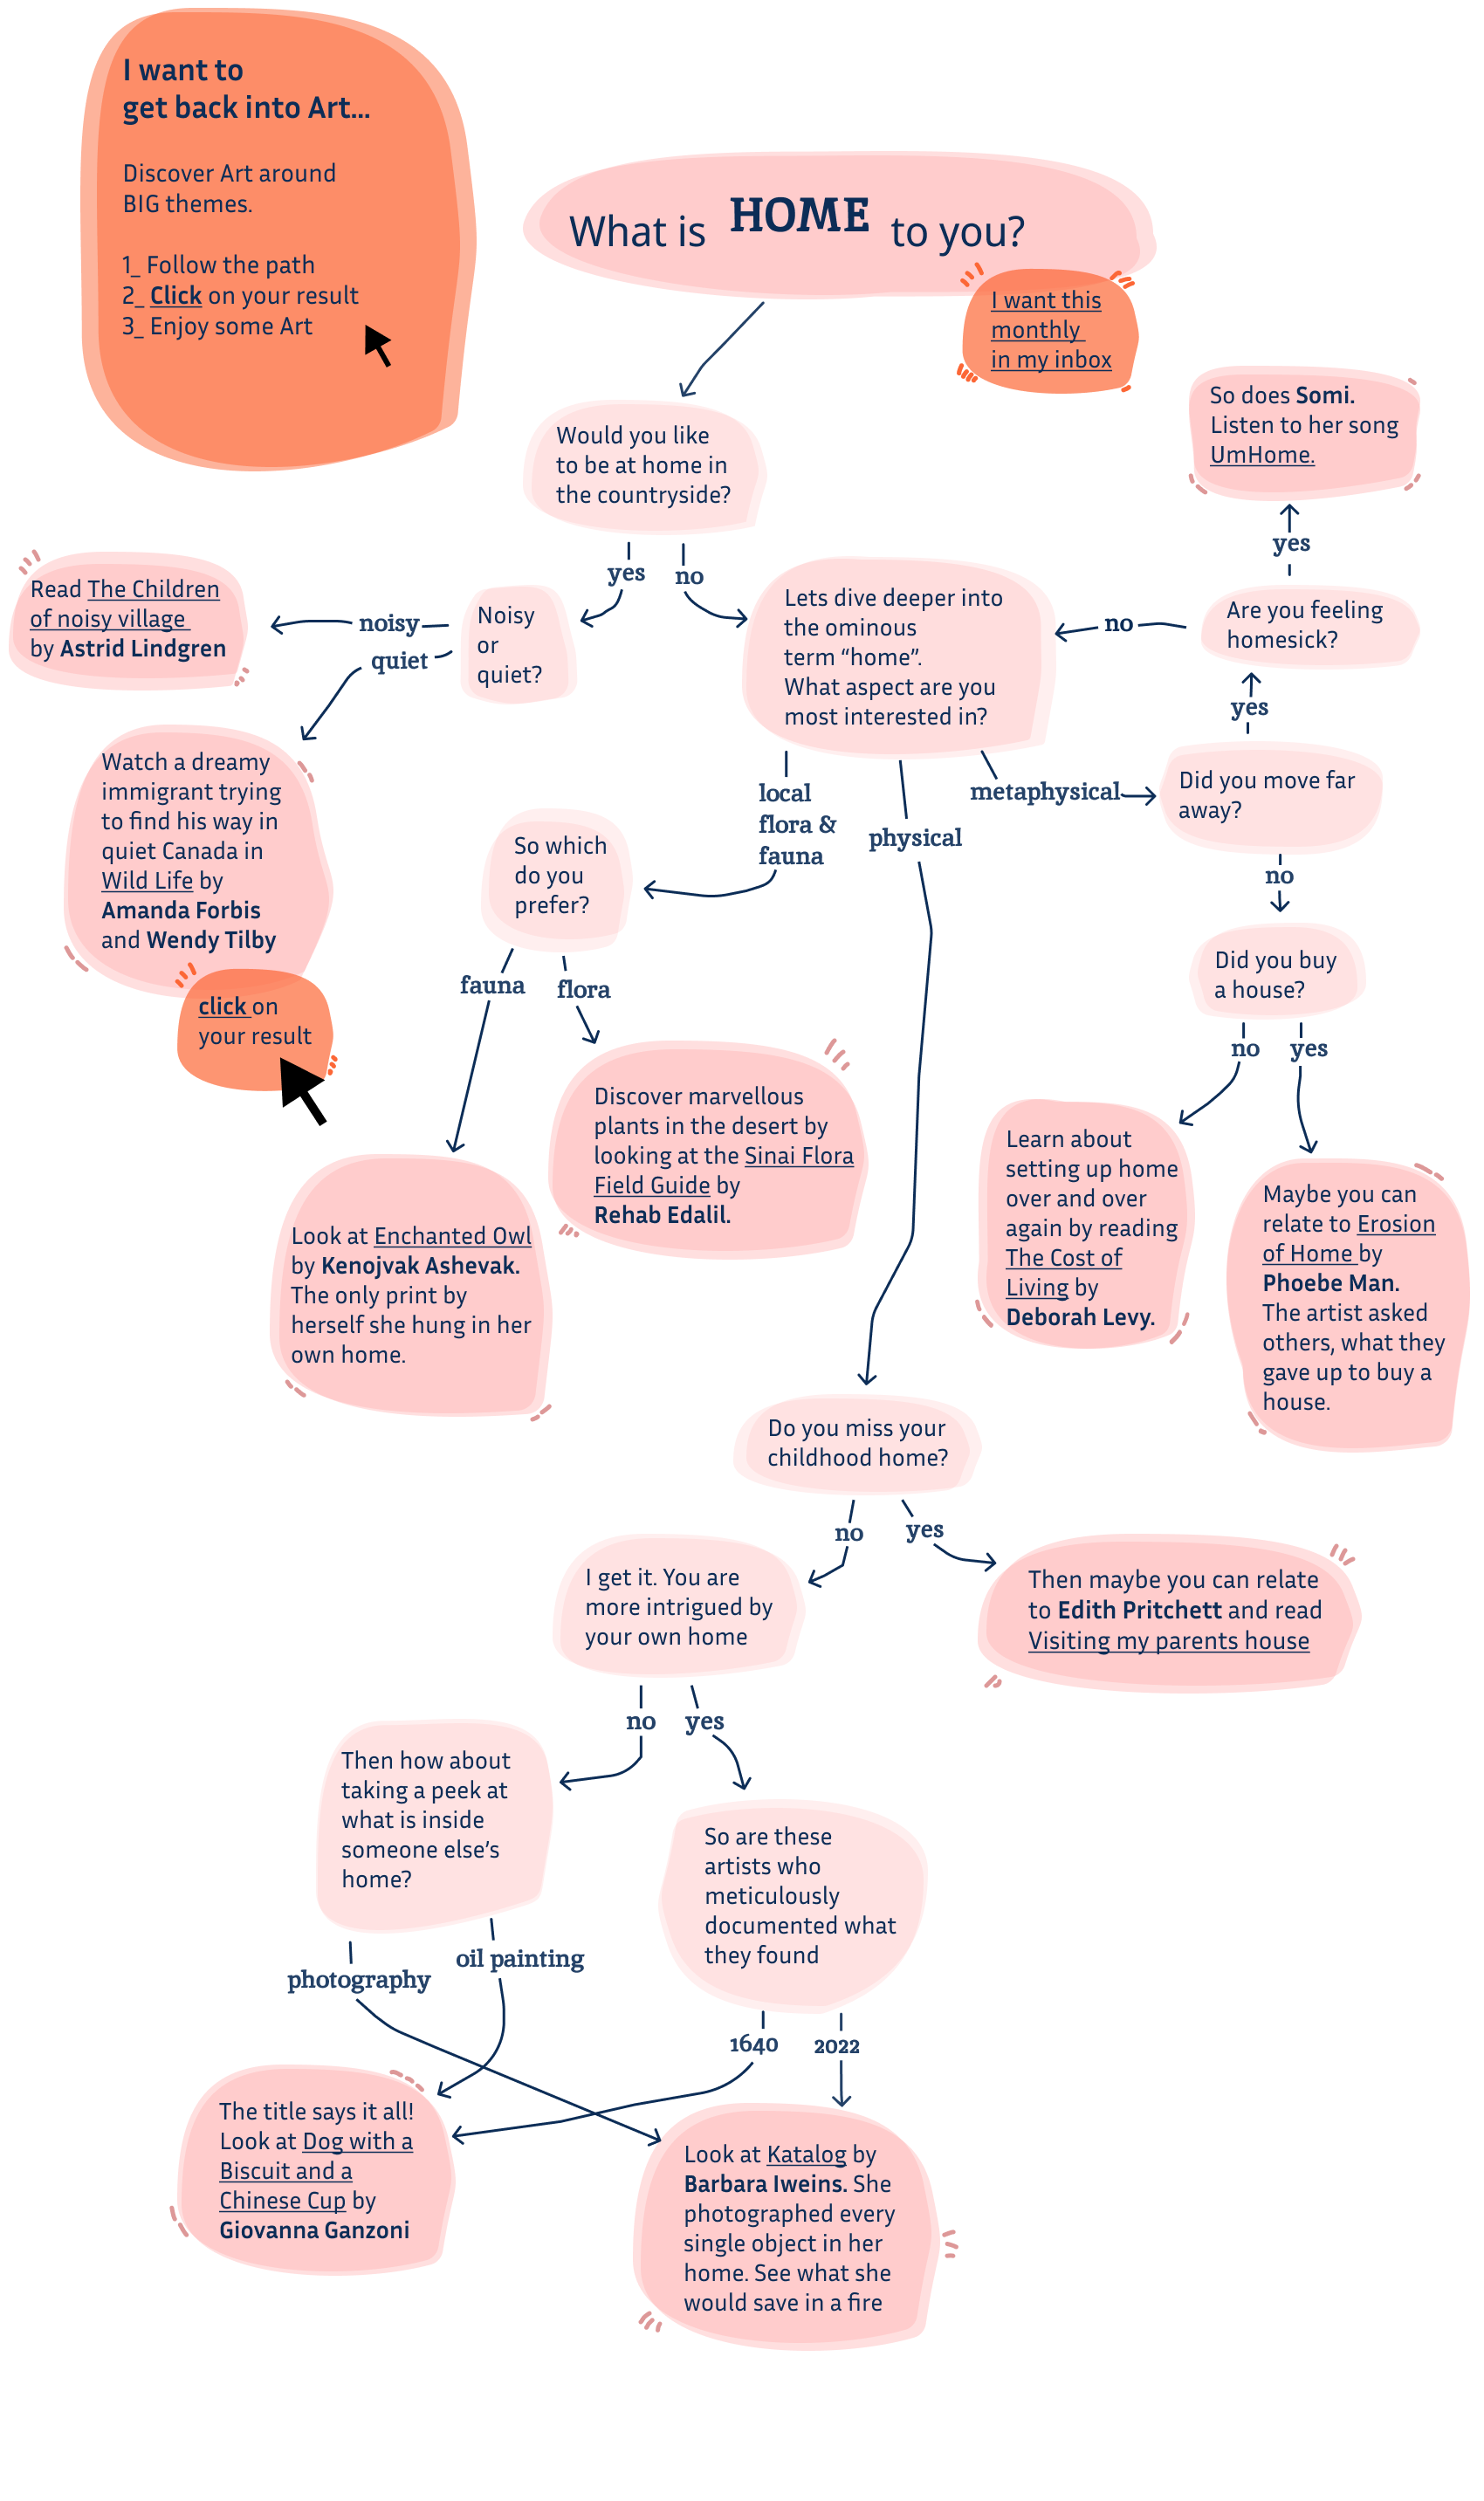 I want to
get back into Art...
Discover Art around
BIG themes.
1_ Follow the path
2_ Click on your result
3_ Enjoy some Art
What is HOME to you?
I want this
monthly
in my inbox
Would you like
to be at home in
the countryside?
yes
no
Noisy
or
quiet?
noisy
quiet
Read The Children
of noisy village
by Astrid Lindgren
Watch a dreamy
immigrant trying
to find his way in
quiet Canada in
Wild Life by
Amanda Forbis
and Wendy Tilby
click on
your result
Lets dive deeper into
the ominous
term “home”.
What aspect are you
most interested in?
local
flora &
fauna
physical
metaphysical
Did you move far
away?
yes
Are you feeling
homesick?
no
yes
So does Somi.
Listen to her song
UmHome.
no
Did you buy
a house?
no
yes
Learn about
setting up home
over and over
again by reading
The Cost of
Living by
Deborah Levy.
Maybe you can
relate to Erosion
of Home by
Phoebe Man.
The artist asked
others, what they
gave up to buy a
house.
So which
do you
prefer?
fauna
flora
Look at Enchanted Owl
by Kenojvak Ashevak.
The only print by
herself she hung in her
own home.
Discover marvellous
plants in the desert by
looking at the Sinai Flora
Field Guide by
Rehab Edalil.
Do you miss your
childhood home?
no
yes
Then maybe you can relate
to Edith Pritchett and read
Visiting my parents house
I get it. You are
more intrigued by
your own home
no
yes
Then how about
taking a peek at
what is inside
someone else’s
home?
photography
oil painting
So are these
artists who
meticulously
documented what
they found
1640
2022
The title says it all!
Look at Dog with a
Biscuit and a
Chinese Cup by
Giovanna Ganzoni
Look at Katalog by
Barbara Iweins. She
photographed every
single object in her
home. See what she
would save in a fire